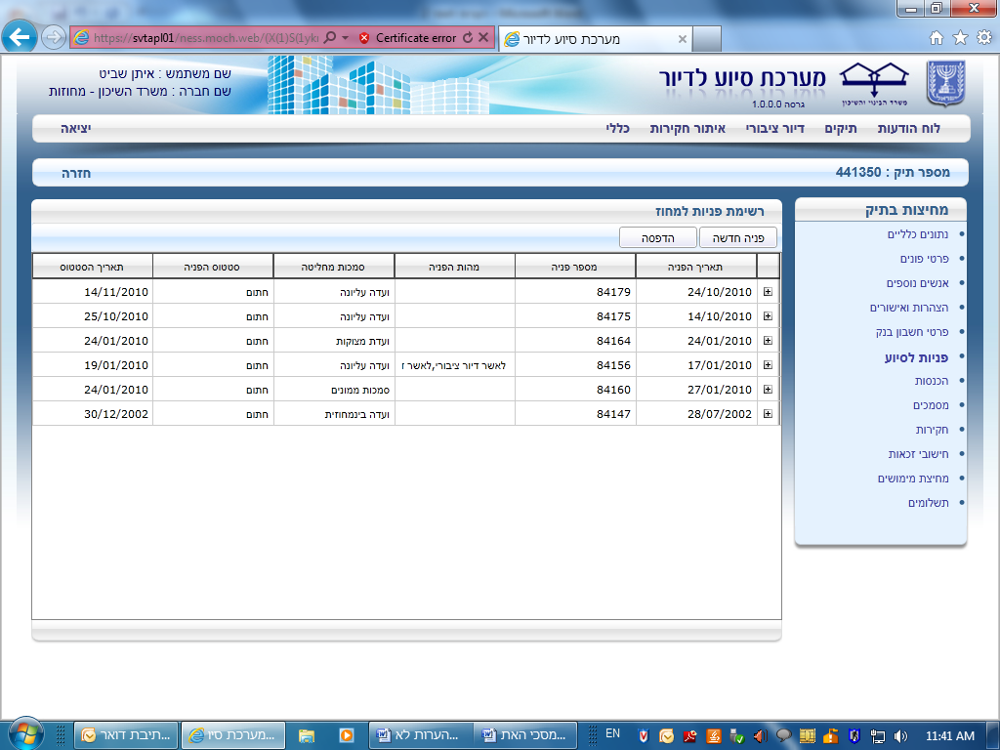 https://svtapl01/ness.moch.web/(X(1)S(1yk
Certificate error
מערכת סיוע לדיור
שם משתמש : איתן שביט
שם חברה : משרד השיכון - מחוזות
מערכת סיוע לדיור
גרסה 1.0.0.0
משרד הבינוי והשיכון
לוח הודעות תיקים דיור ציבורי איתור חקירות כללי יציאה
מספר תיק : 441350 חזרה
מחיצות בתיק
נתונים כלליים
פרטי פונים
אנשים נוספים
הצהרות ואישורים
פרטי חשבון בנק
פניות לסיוע
הכנסות
מסמכים
חקירות
חישובי זכאות
מחיצת מימושים
תשלומים
רשימת פניות למחוז
פניה חדשה הדפסה
תאריך הפניה מספר פניה מהות הפניה סמכות מחליטה סטטוס הפניה תאריך הסטטוס
24/10/2010 84179 ועדה עליונה חתום 14/11/2010
14/10/2010 84175 ועדה עליונה חתום 25/10/2010
24/01/2010 84164 ועדת מצוקות חתום 24/01/2010
17/01/2010 84156 לאשר דיור ציבורי,לאשר ז ועדה עליונה חתום 19/01/2010
27/01/2010 84160 סמכות ממונים חתום 24/01/2010
28/07/2002 84147 ועדה בינמחוזית חתום 30/12/2002
תיבת דואר...
מערכת סיו...
הערות לא...
מסכי האת...
EN
11:41 AM